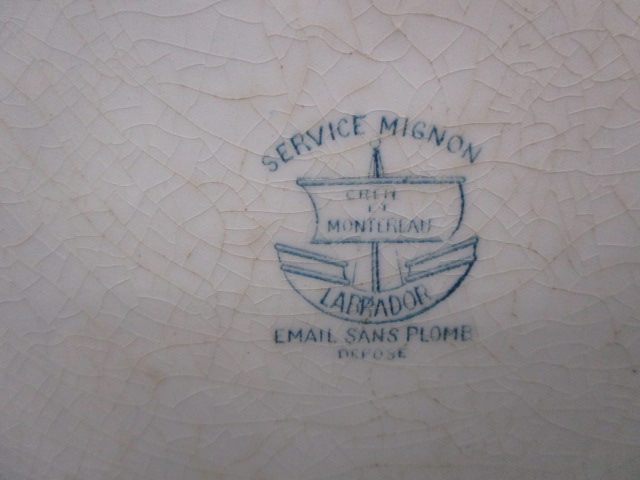 SERVICE MIGNON
CREIL
ET
MONTEREAU
LABRADOR
EMAIL SANS PLOMB
DEPOSE